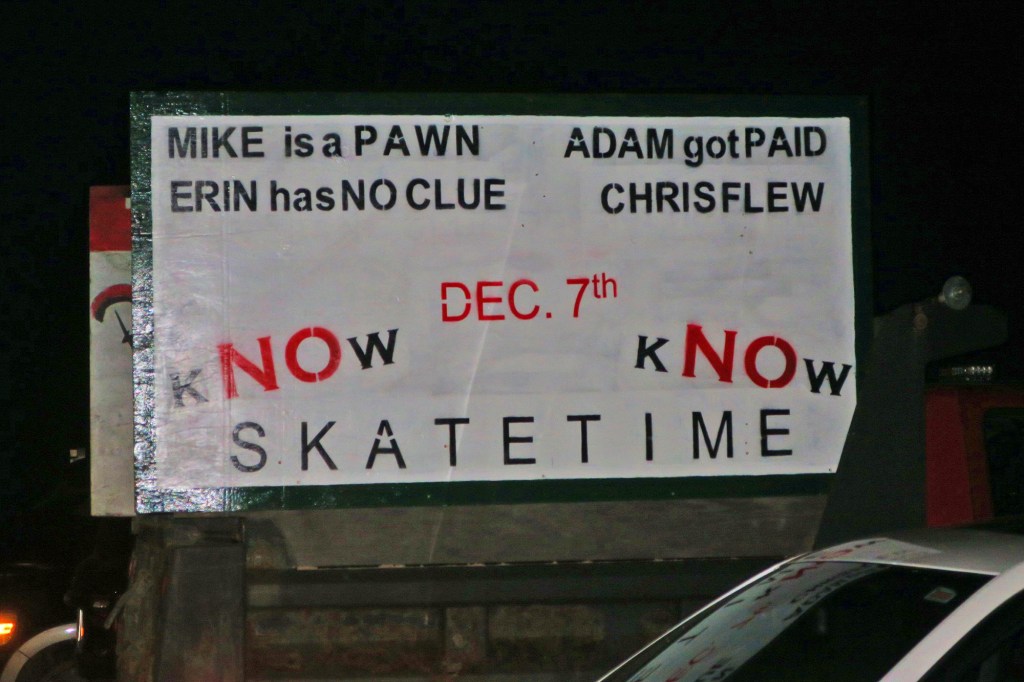 MIKE is a PAWN ADAM got PAID
ERIN has NO CLUE CHRIS FLEW
DEC. 7th
kNOw kNOw
SKATETIME